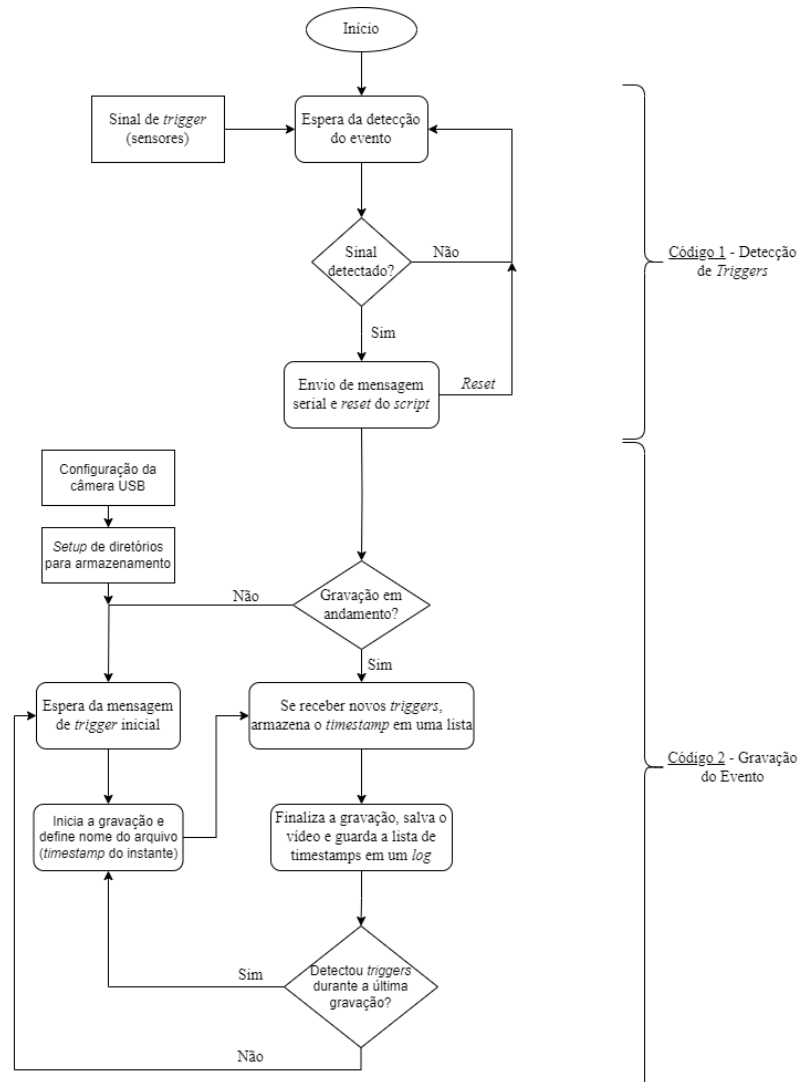 Início
Sinal de trigger
(sensores)
Espera da detecção
do evento
Sinal
detectado?
Não
Sim
Envio de mensagem
serial e reset do script
Reset
Código 1 - Detecção
de Triggers
Configuração da
câmera USB
Setup de diretórios
para armazenamento
Não
Gravação em
andamento?
Sim
Espera da mensagem
de trigger inicial
Se receber novos triggers,
armazena o timestamp em uma lista
Inicia a gravação e
define nome do arquivo
(timestamp do instante)
Finaliza a gravação, salva o
vídeo e guarda a lista de
timestamps em um log
Sim
Detectou triggers
durante a última
gravação?
Não
Código 2 - Gravação
do Evento